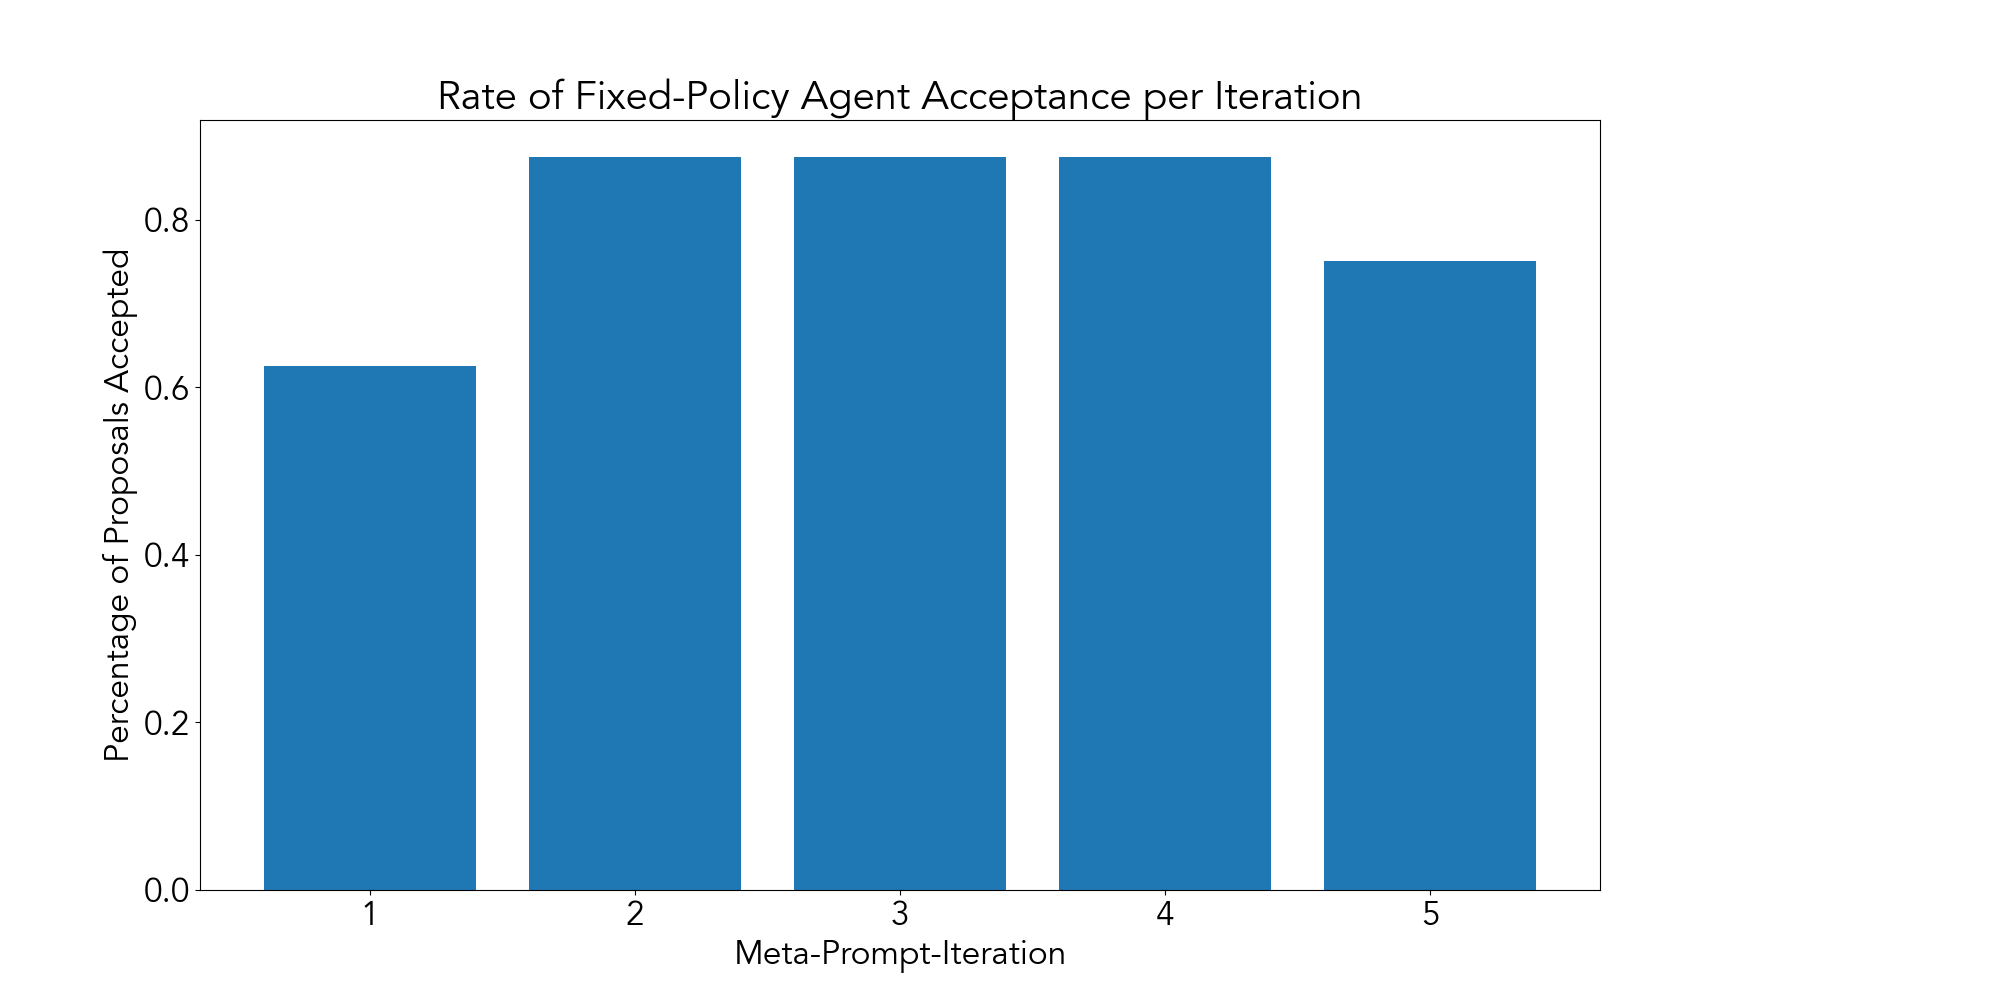 Rate of Fixed-Policy Agent Acceptance per Iteration
Percentage of Proposals Accepted
0.8
0.6
0.4
0.2
0.0
1 2 3 4 5
Meta-Prompt-Iteration